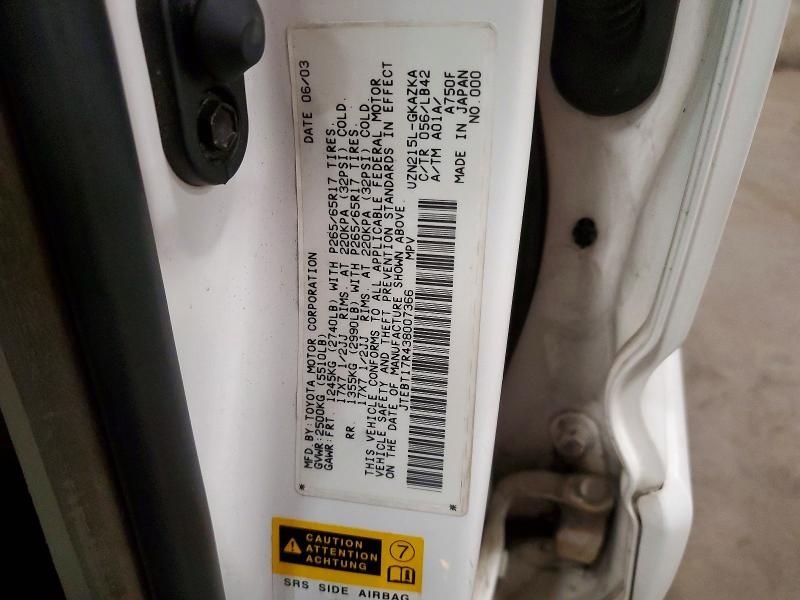 MFD BY: TOYOTA MOTOR CORPORATION DATE 06/03
GVWR: 2500KG (5510LB)
GAWR: FRT. 1245KG (2740LB) WITH P265/65R17 TIRES.
17X7 1/2JJ RIMS. AT 220KPA (32PSI) COLD.
RR. 1355KG (2990LB) WITH P265/65R17 TIRES.
17X7 1/2JJ RIMS. AT 220KPA (32PSI) COLD.
THIS VEHICLE CONFORMS TO ALL APPLICABLE FEDERAL MOTOR
VEHICLE SAFETY AND THEFT PREVENTION STANDARDS IN EFFECT
ON THE DATE OF MANUFACTURE SHOWN ABOVE.
JTEBT17R438007366 MPV
UZN215L-GKAZKA
C/TR 056/LB42
A/TM A01A/
A750F
MADE IN JAPAN
NO.000
* *
CAUTION
ATTENTION
ACHTUNG
7
SRS SIDE AIRBAG